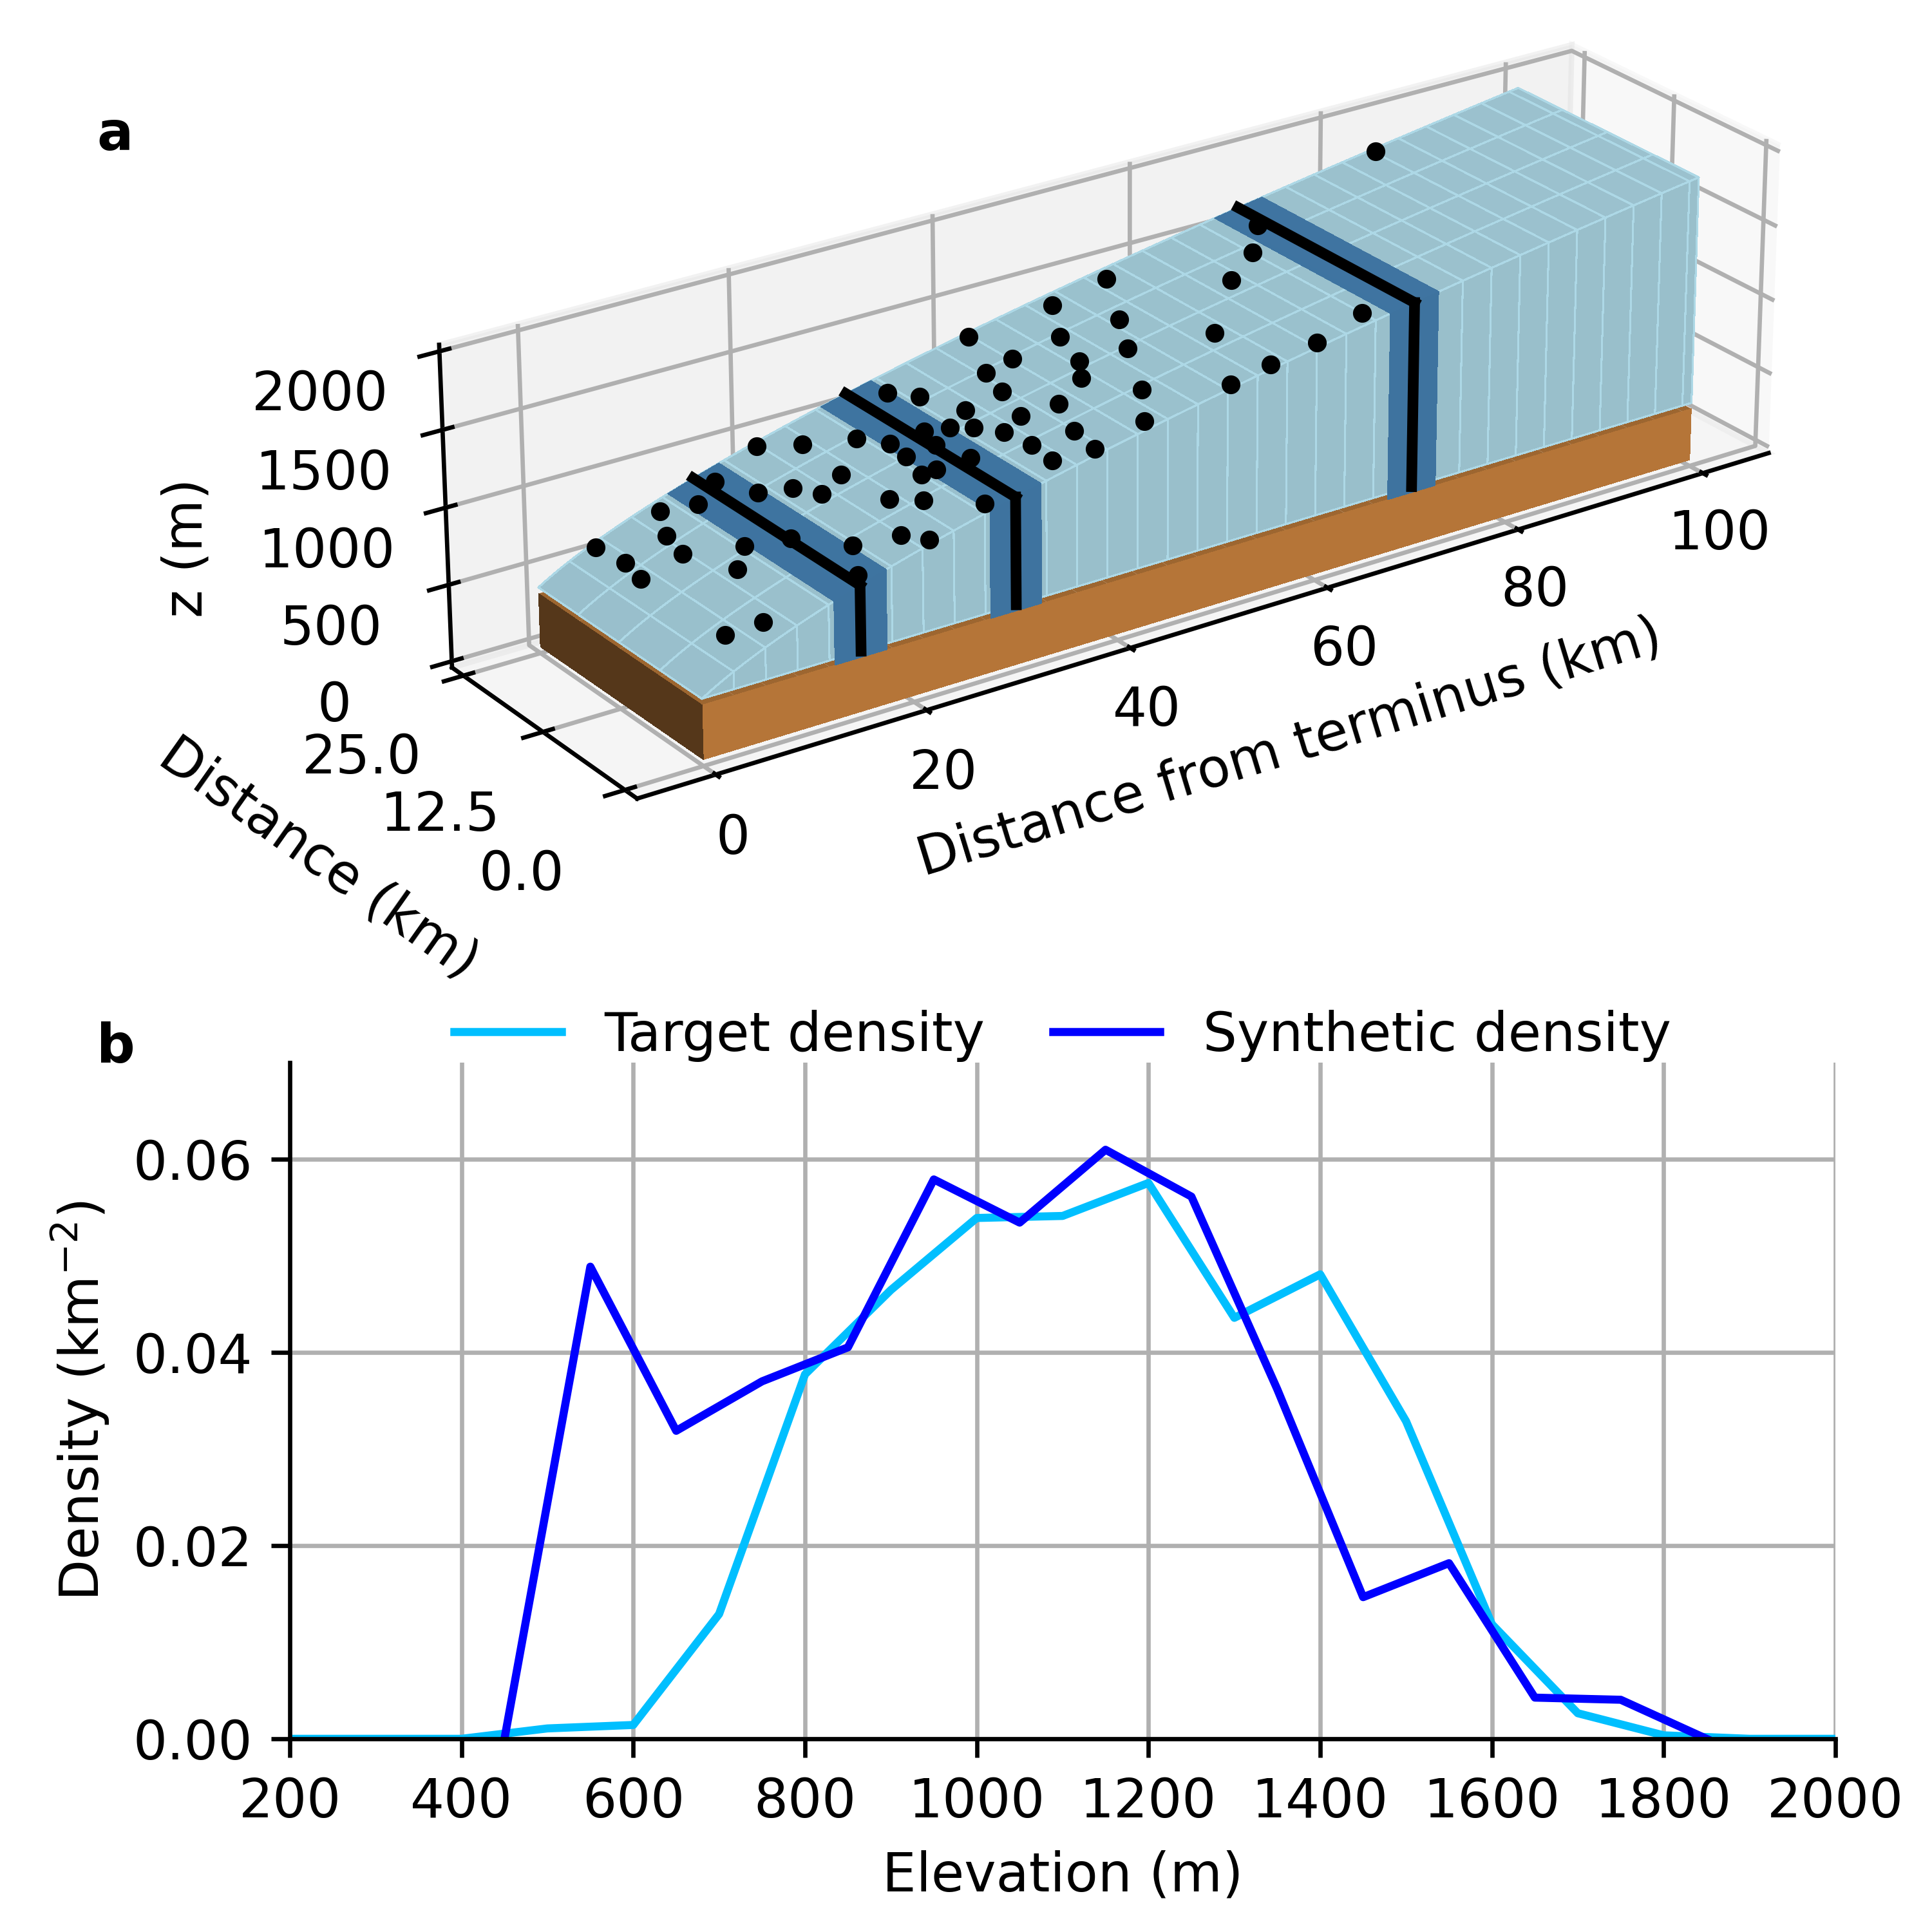 a
2000
1500
1000
500
0
z (m)
25.0
12.5
0.0
Distance (km)
0
20
40
60
80
100
Distance from terminus (km)
b
Target density
Synthetic density
0.06
0.04
0.02
0.00
Density (km⁻²)
200 400 600 800 1000 1200 1400 1600 1800 2000
Elevation (m)